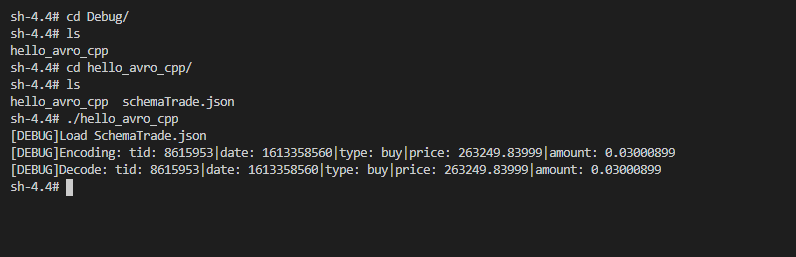 sh-4.4# cd Debug/
sh-4.4# ls
hello_avro_cpp
sh-4.4# cd hello_avro_cpp/
sh-4.4# ls
hello_avro_cpp  schemaTrade.json
sh-4.4# ./hello_avro_cpp
[DEBUG]Load SchemaTrade.json
[DEBUG]Encoding: tid: 8615953|date: 1613358560|type: buy|price: 263249.83999|amount: 0.03000899
[DEBUG]Decode: tid: 8615953|date: 1613358560|type: buy|price: 263249.83999|amount: 0.03000899
sh-4.4#